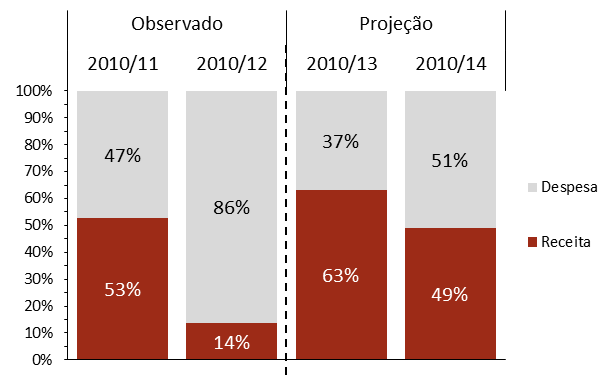 Observado Projeção
2010/11 2010/12 2010/13 2010/14
100%
90%
80%
70%
60%
50%
40%
30%
20%
10%
0%
47% 86% 37% 51%
53% 14% 63% 49%
Despesa
Receita